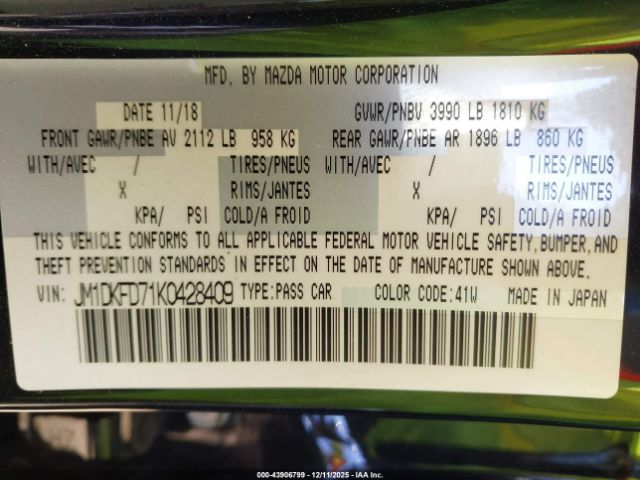 MFD. BY MAZDA MOTOR CORPORATION
DATE 11/18 GVWR/PNBV 3990 LB 1810 KG
FRONT GAWR/PNBE AV 2112 LB 958 KG REAR GAWR/PNBE AR 1896 LB 860 KG
WITH/AVEC / TIRES/PNEUS WITH/AVEC / TIRES/PNEUS
X RIMS/JANTES X RIMS/JANTES
KPA/ PSI COLD/A FROID KPA/ PSI COLD/A FROID
THIS VEHICLE CONFORMS TO ALL APPLICABLE FEDERAL MOTOR VEHICLE SAFETY, BUMPER, AND
THEFT PREVENTION STANDARDS IN EFFECT ON THE DATE OF MANUFACTURE SHOWN ABOVE.
VIN: JM1DKFD71K0428409 TYPE: PASS CAR COLOR CODE: 41W MADE IN JAPAN
000-43906799 - 12/11/2025 - IAA Inc.